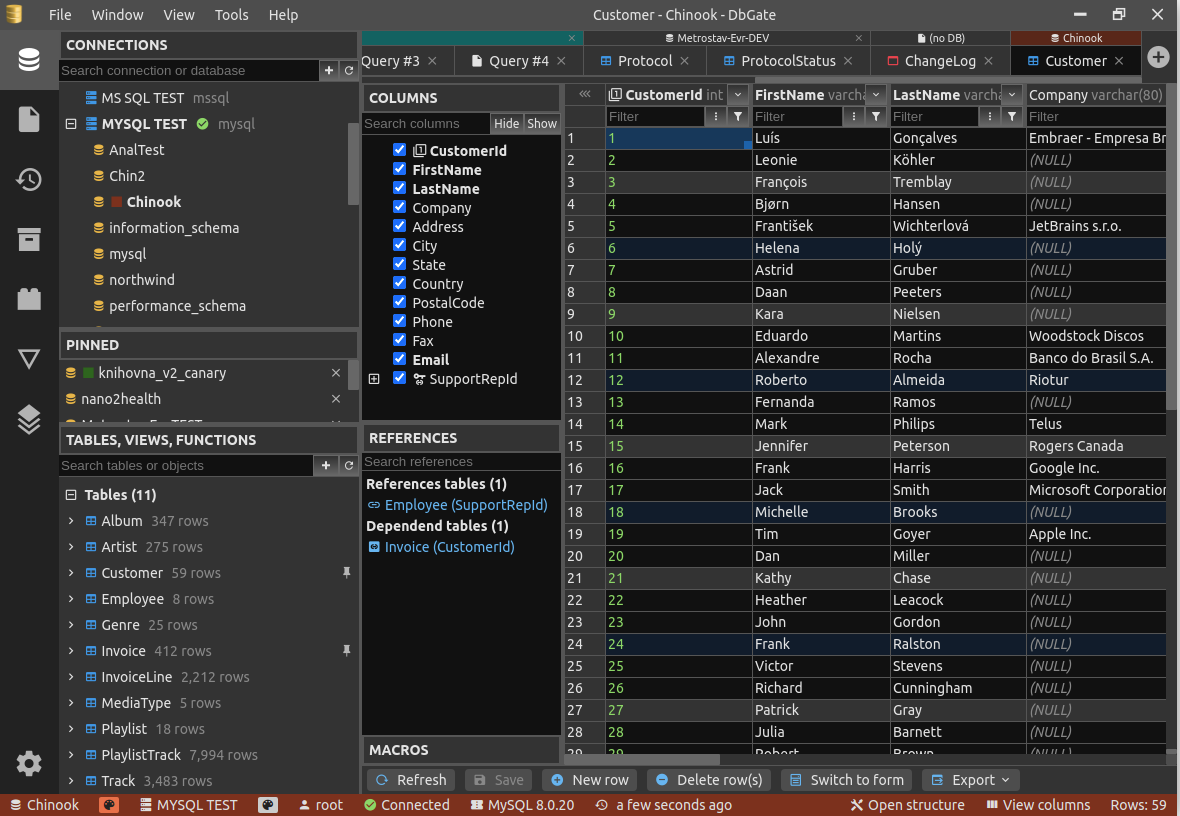 File Window View Tools Help Customer - Chinook - DbGate
CONNECTIONS
Search connection or database
MS SQL TEST mssql
MYSQL TEST mysql
AnalTest
Chin2
Chinook
information_schema
mysql
northwind
performance_schema
PINNED
knihovna_v2_canary
nano2health
TABLES, VIEWS, FUNCTIONS
Search tables or objects
Tables (11)
Album 347 rows
Artist 275 rows
Customer 59 rows
Employee 8 rows
Genre 25 rows
Invoice 412 rows
InvoiceLine 2,212 rows
MediaType 5 rows
Playlist 18 rows
PlaylistTrack 7,994 rows
Track 3,483 rows
Metrostav-Evr-DEV (no DB) Chinook
Query #3 Query #4 Protocol ProtocolStatus ChangeLog Customer
COLUMNS
Search columns Hide Show
CustomerId
FirstName
LastName
Company
Address
City
State
Country
PostalCode
Phone
Fax
Email
SupportRepId
REFERENCES
Search references
References tables (1)
Employee (SupportRepId)
Dependend tables (1)
Invoice (CustomerId)
MACROS
CustomerId int FirstName varcha LastName varcha Company varchar(80)
Filter Filter Filter Filter
1 1 Luís Gonçalves Embraer - Empresa Br
2 2 Leonie Köhler (NULL)
3 3 François Tremblay (NULL)
4 4 Bjørn Hansen (NULL)
5 5 František Wichterlová JetBrains s.r.o.
6 6 Helena Holý (NULL)
7 7 Astrid Gruber (NULL)
8 8 Daan Peeters (NULL)
9 9 Kara Nielsen (NULL)
10 10 Eduardo Martins Woodstock Discos
11 11 Alexandre Rocha Banco do Brasil S.A.
12 12 Roberto Almeida Riotur
13 13 Fernanda Ramos (NULL)
14 14 Mark Philips Telus
15 15 Jennifer Peterson Rogers Canada
16 16 Frank Harris Google Inc.
17 17 Jack Smith Microsoft Corporation
18 18 Michelle Brooks (NULL)
19 19 Tim Goyer Apple Inc.
20 20 Dan Miller (NULL)
21 21 Kathy Chase (NULL)
22 22 Heather Leacock (NULL)
23 23 John Gordon (NULL)
24 24 Frank Ralston (NULL)
25 25 Victor Stevens (NULL)
26 26 Richard Cunningham (NULL)
27 27 Patrick Gray (NULL)
28 28 Julia Barnett (NULL)
29 29 Robert Brown (NULL)
Refresh Save New row Delete row(s) Switch to form Export
Chinook MYSQL TEST root Connected MySQL 8.0.20 a few seconds ago Open structure View columns Rows: 59